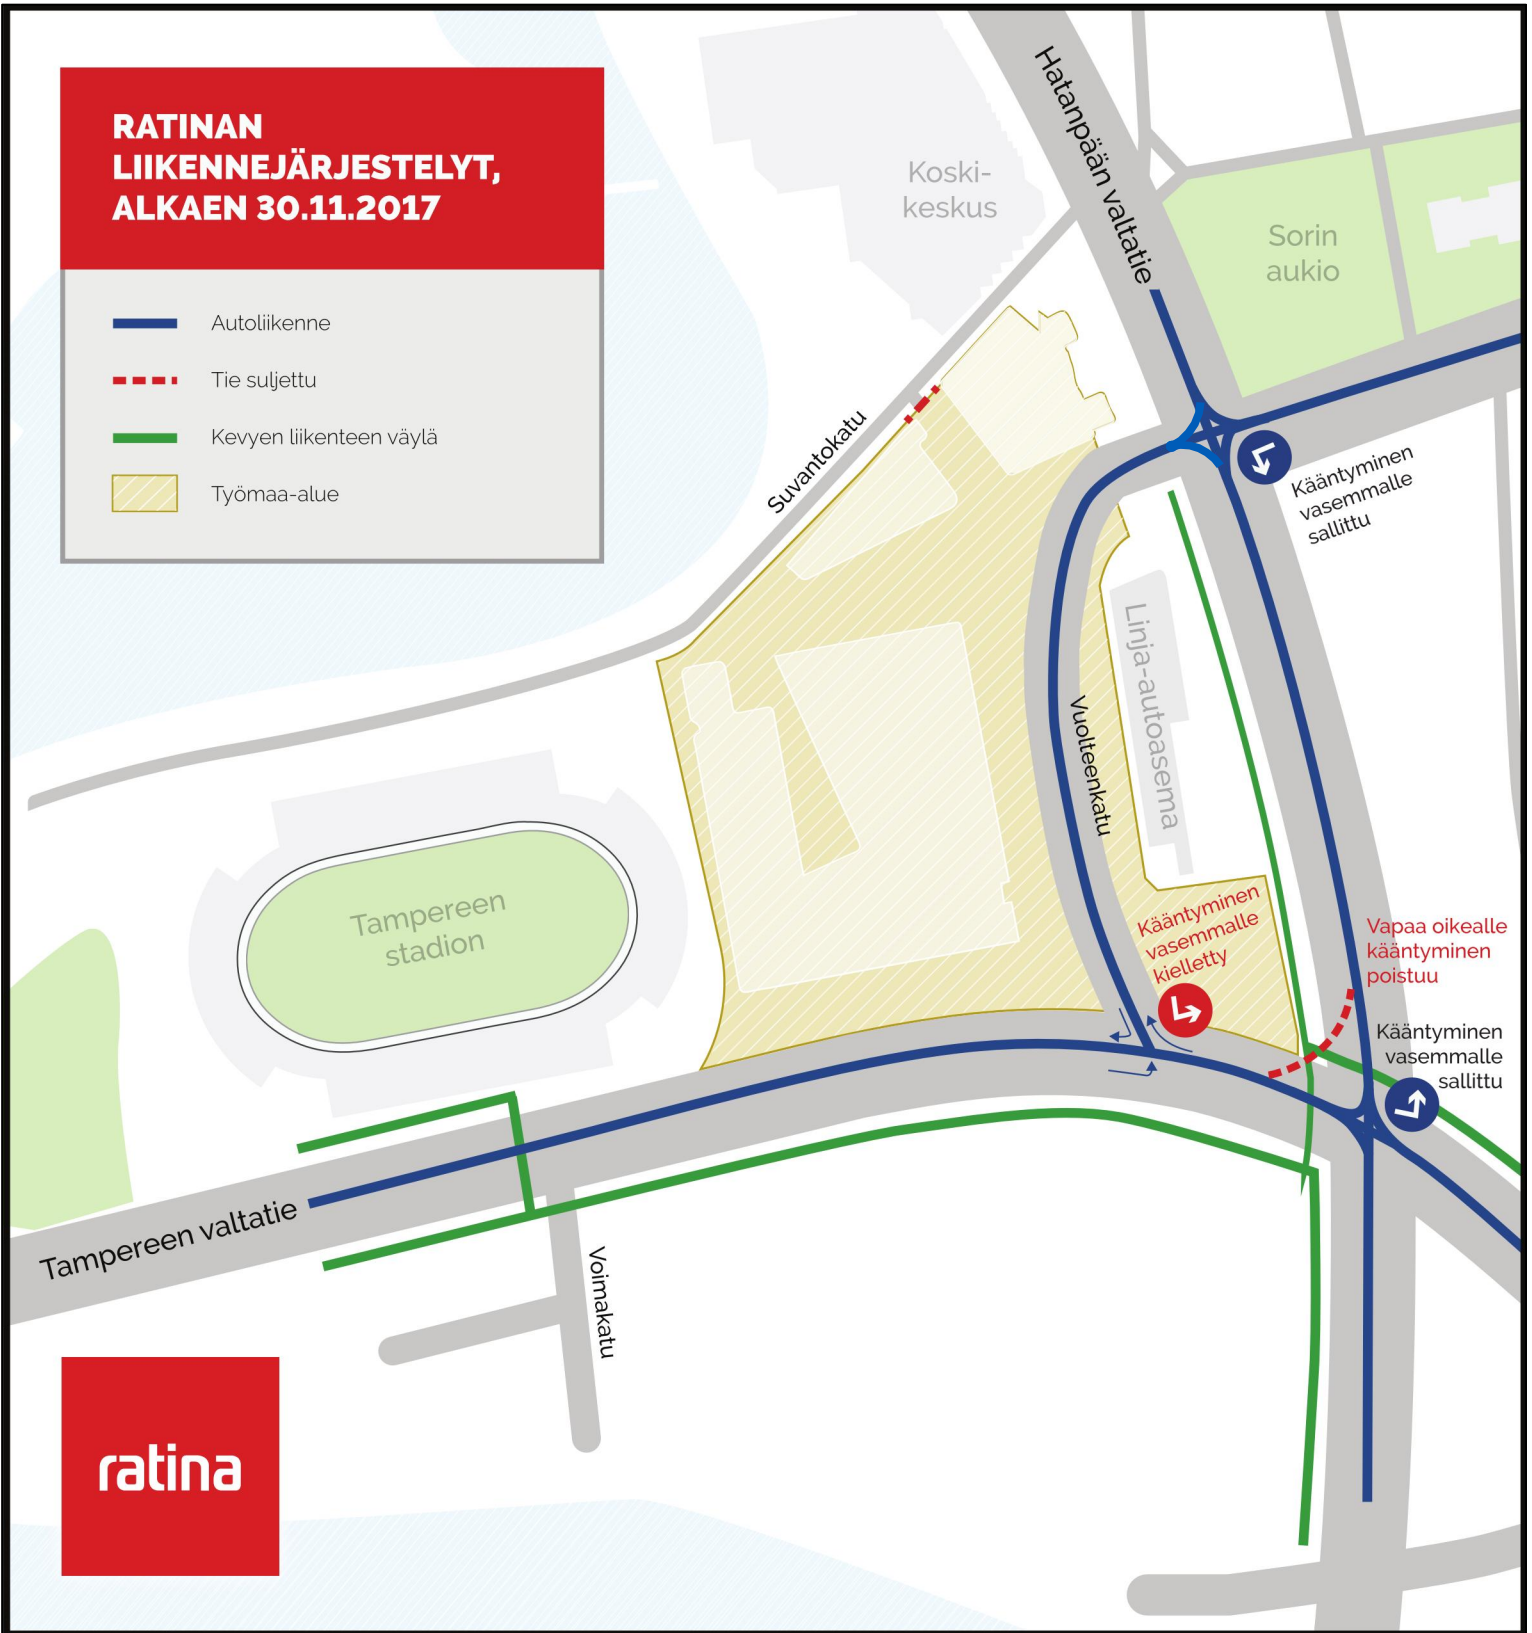 RATINAN
LIIKENNEJÄRJESTELYT,
ALKAEN 30.11.2017
Autoliikenne
Tie suljettu
Kevyen liikenteen väylä
Työmaa-alue
Hatanpään valtatie
Koski-
keskus
Sorin
aukio
Suvantokatu
Kääntyminen
vasemmalle
sallittu
Linja-autoasema
Vuolteenkatu
Tampereen
stadion
Kääntyminen
vasemmalle
kielletty
Vapaa oikealle
kääntyminen
poistuu
Kääntyminen
vasemmalle
sallittu
Tampereen valtatie
Voimakatu
ratina